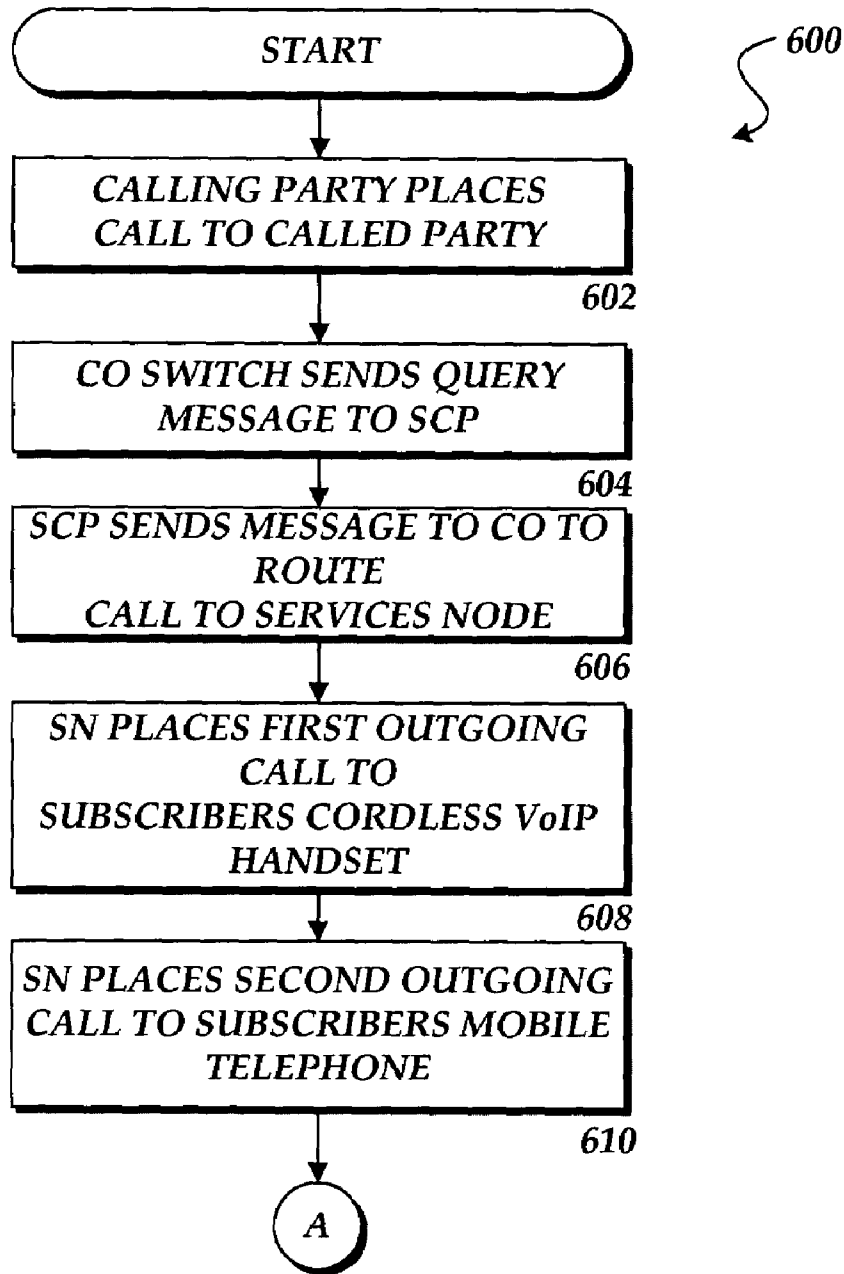 START
600
CALLING PARTY PLACES
CALL TO CALLED PARTY
602
CO SWITCH SENDS QUERY
MESSAGE TO SCP
604
SCP SENDS MESSAGE TO CO TO
ROUTE
CALL TO SERVICES NODE
606
SN PLACES FIRST OUTGOING
CALL TO
SUBSCRIBERS CORDLESS VoIP
HANDSET
608
SN PLACES SECOND OUTGOING
CALL TO SUBSCRIBERS MOBILE
TELEPHONE
610
A